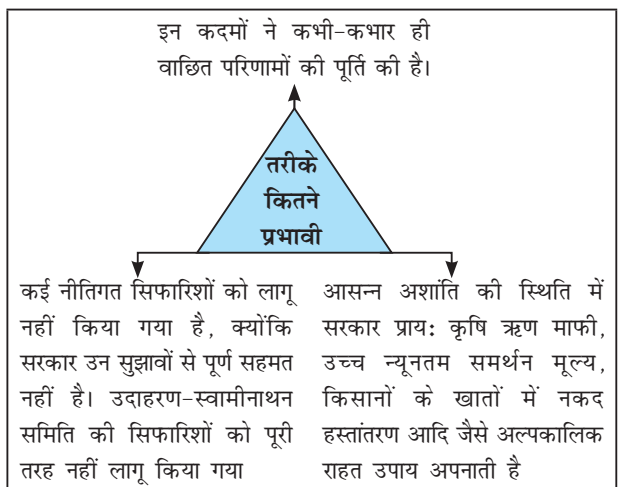 इन कदमों ने कभी-कभार ही
वाछित परिणामों की पूर्ति की है।
तरीके
कितने
प्रभावी
कई नीतिगत सिफारिशों को लागू
नहीं किया गया है, क्योंकि
सरकार उन सुझावों से पूर्ण सहमत
नहीं है। उदाहरण-स्वामीनाथन
समिति की सिफारिशों को पूरी
तरह नहीं लागू किया गया
आसन्न अशांति की स्थिति में
सरकार प्राय: कृषि ऋण माफी,
उच्च न्यूनतम समर्थन मूल्य,
किसानों के खातों में नकद
हस्तांतरण आदि जैसे अल्पकालिक
राहत उपाय अपनाती है